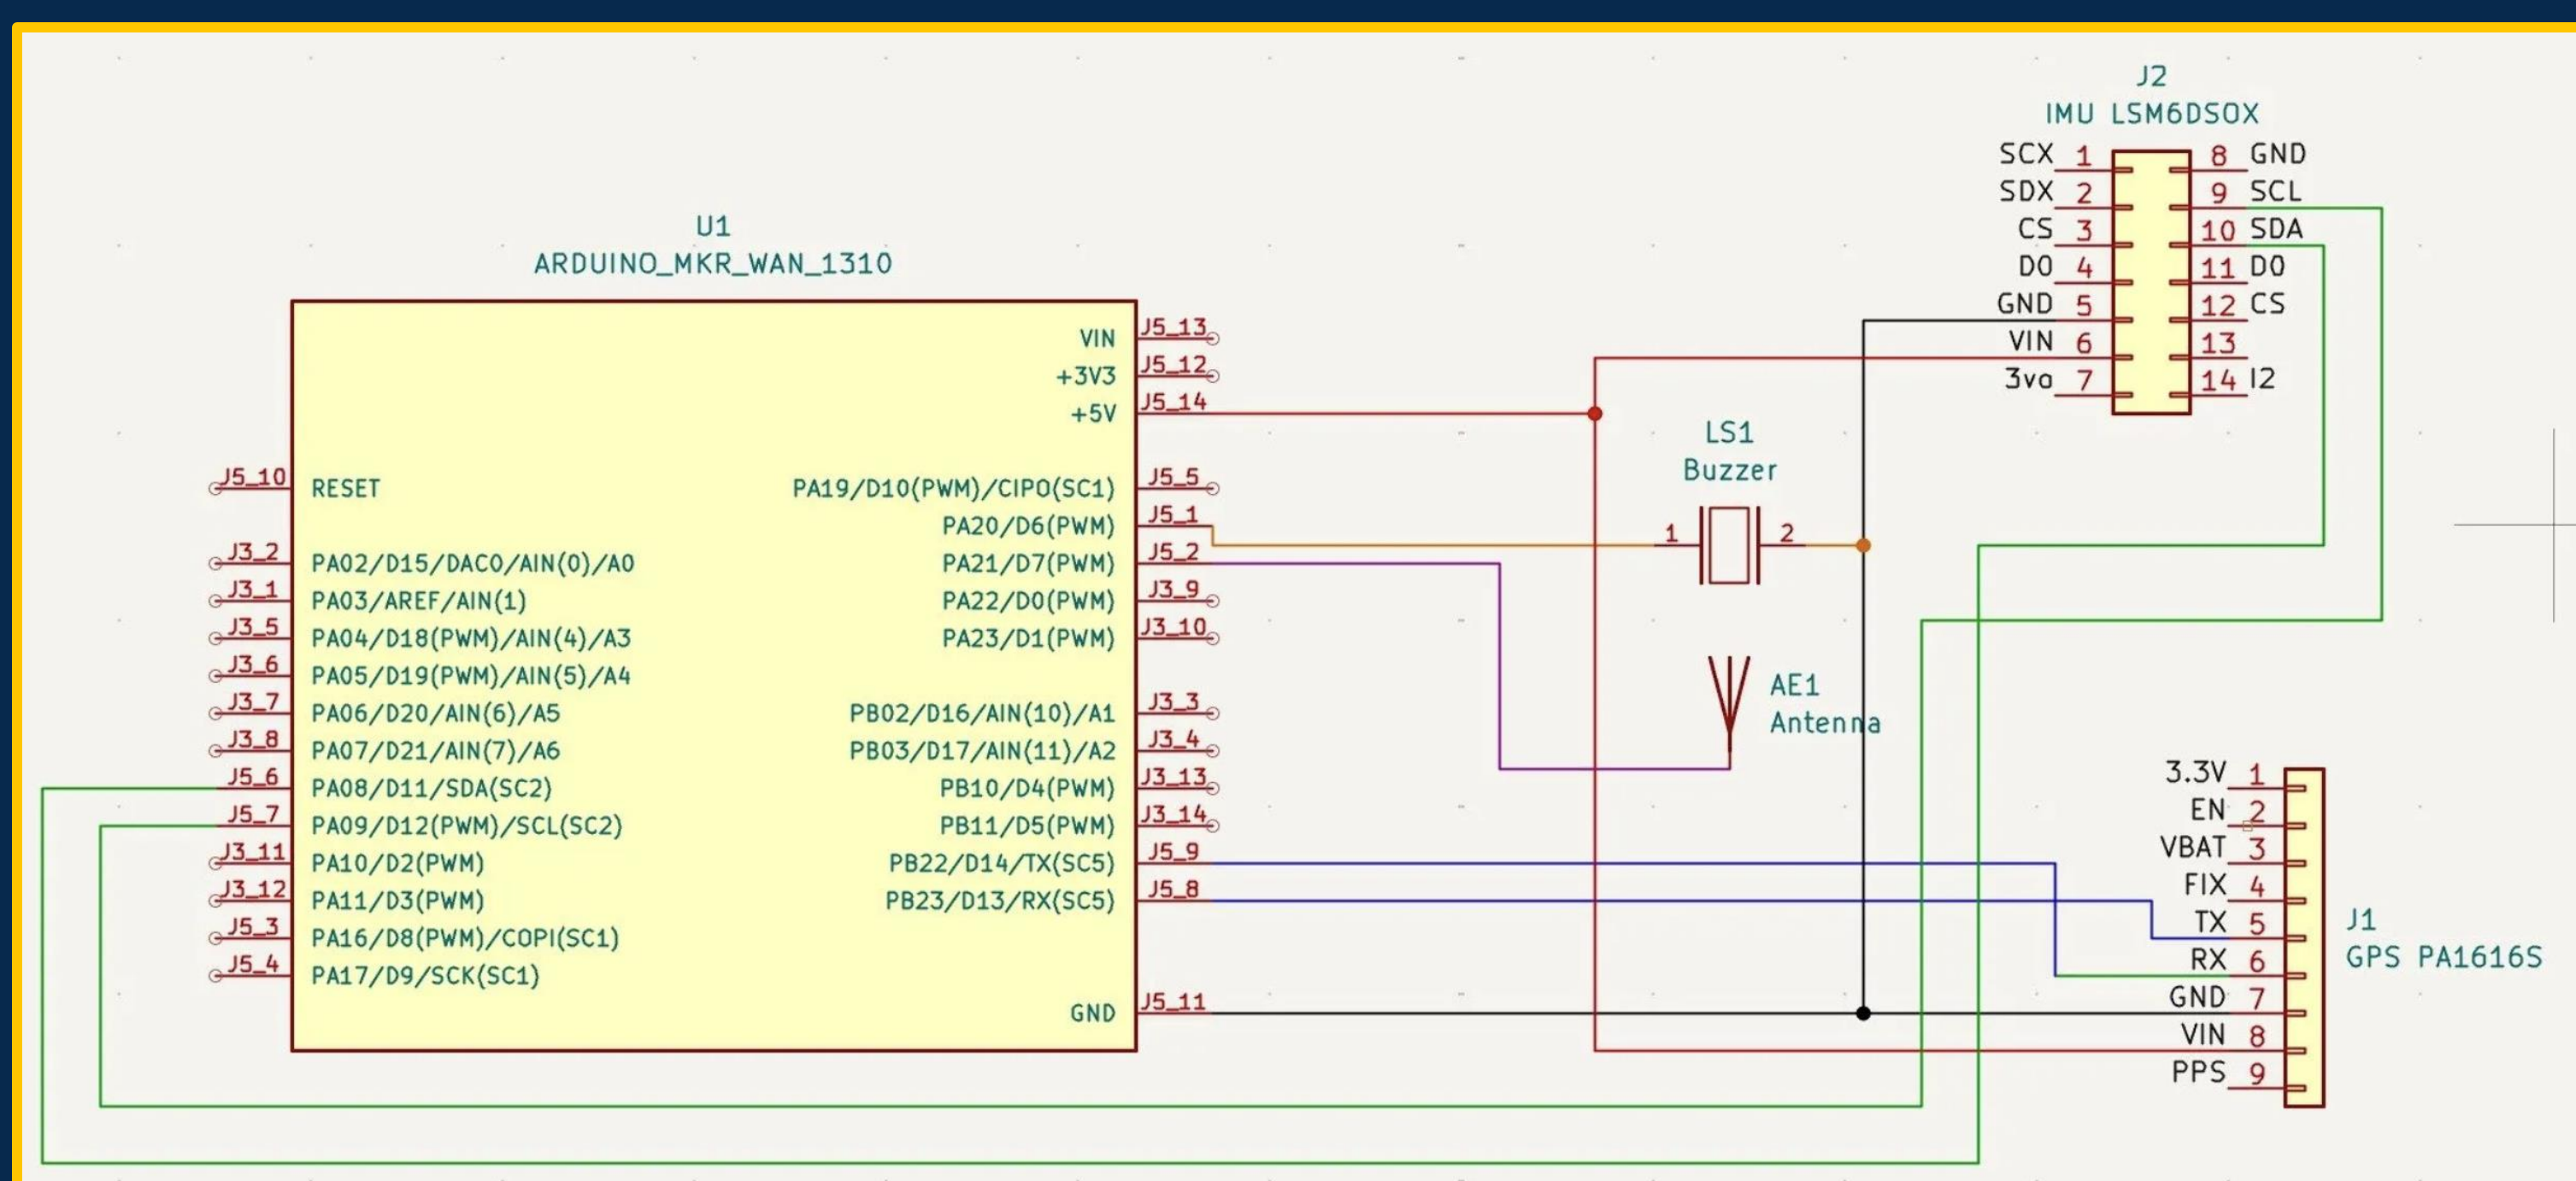 J2
IMU LSM6DSOX
SCX 1 8 GND
SDX 2 9 SCL
CS 3 10 SDA
D0 4 11 D0
GND 5 12 CS
VIN 6 13
3vo 7 14 I2
U1
ARDUINO_MKR_WAN_1310
VIN J5_13
+3V3 J5_12
+5V J5_14
LS1
Buzzer
1 2
J5_10 RESET
PA19/D10(PWM)/CIPO(SC1) J5_5
PA20/D6(PWM) J5_1
J3_2 PA02/D15/DAC0/AIN(0)/A0
PA21/D7(PWM) J5_2
J3_1 PA03/AREF/AIN(1)
PA22/D0(PWM) J3_9
J3_5 PA04/D18(PWM)/AIN(4)/A3
PA23/D1(PWM) J3_10
J3_6 PA05/D19(PWM)/AIN(5)/A4
J3_7 PA06/D20/AIN(6)/A5
PB02/D16/AIN(10)/A1 J3_3
J3_8 PA07/D21/AIN(7)/A6
PB03/D17/AIN(11)/A2 J3_4
J5_6 PA08/D11/SDA(SC2)
PB10/D4(PWM) J3_13
J5_7 PA09/D12(PWM)/SCL(SC2)
PB11/D5(PWM) J3_14
J3_11 PA10/D2(PWM)
PB22/D14/TX(SC5) J5_9
J3_12 PA11/D3(PWM)
PB23/D13/RX(SC5) J5_8
J5_3 PA16/D8(PWM)/COPI(SC1)
J5_4 PA17/D9/SCK(SC1)
GND J5_11
AE1
Antenna
3.3V 1
EN 2
VBAT 3
FIX 4
TX 5
RX 6
GND 7
VIN 8
PPS 9
J1
GPS PA1616S